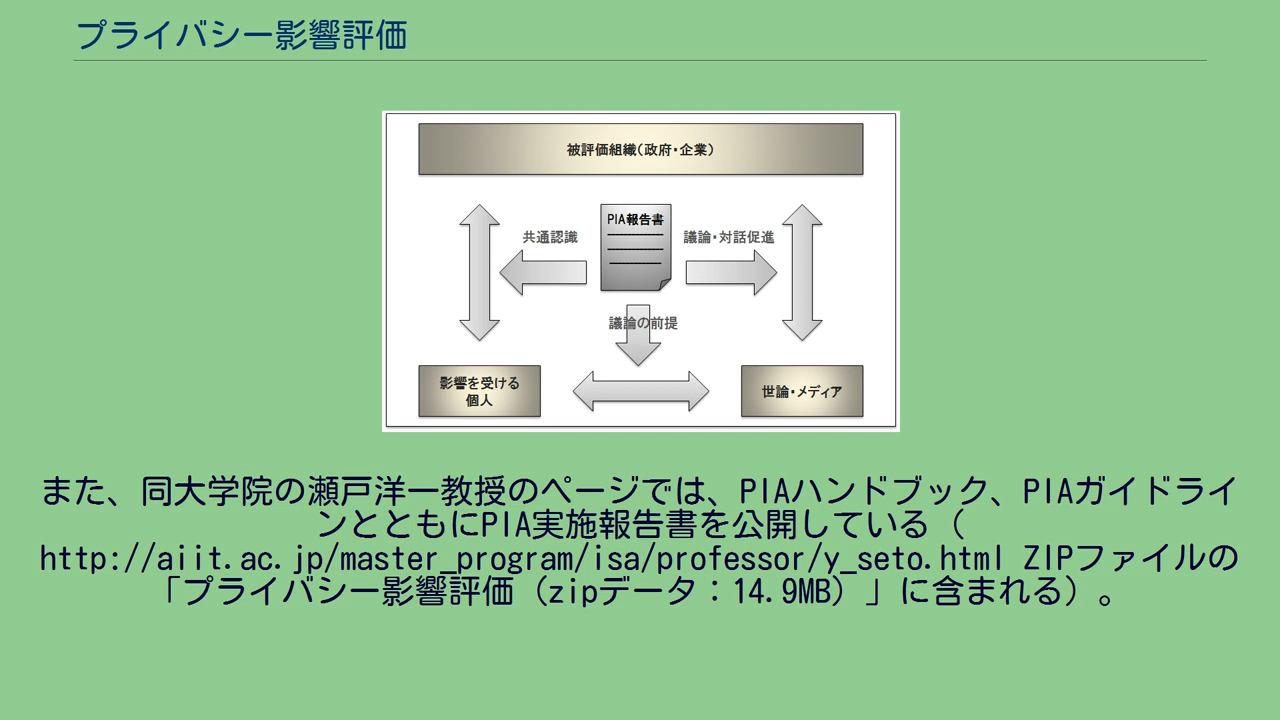 プライバシー影響評価
被評価組織(政府・企業)
PIA報告書
共通認識
議論・対話促進
議論の前提
影響を受ける
個人
世論・メディア
また、同大学院の瀬戸洋一教授のページでは、PIAハンドブック、PIAガイドライ
ンとともにPIA実施報告書を公開している（
http://aiit.ac.jp/master_program/isa/professor/y_seto.html ZIPファイルの
「プライバシー影響評価（zipデータ：14.9MB）」に含まれる）。